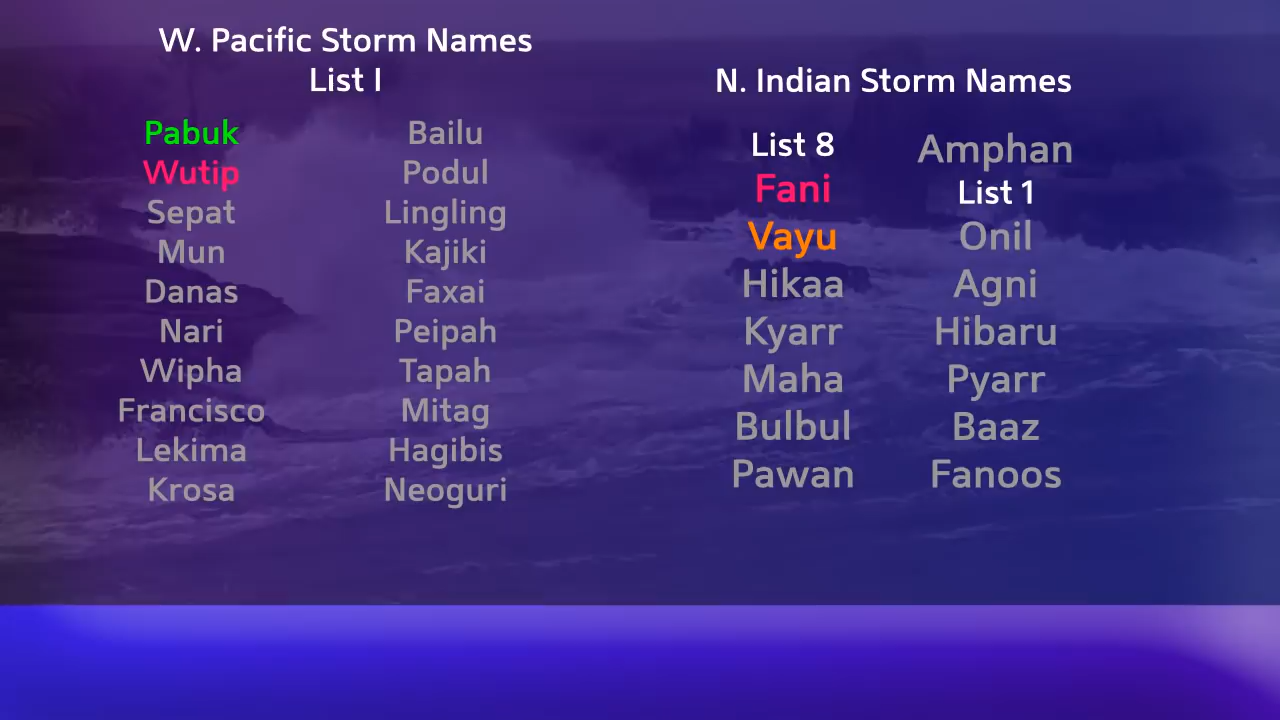 W. Pacific Storm Names
List I
Pabuk
Wutip
Sepat
Mun
Danas
Nari
Wipha
Francisco
Lekima
Krosa
Bailu
Podul
Lingling
Kajiki
Faxai
Peipah
Tapah
Mitag
Hagibis
Neoguri
N. Indian Storm Names
List 8
Fani
Vayu
Hikaa
Kyarr
Maha
Bulbul
Pawan
Amphan
List 1
Onil
Agni
Hibaru
Pyarr
Baaz
Fanoos